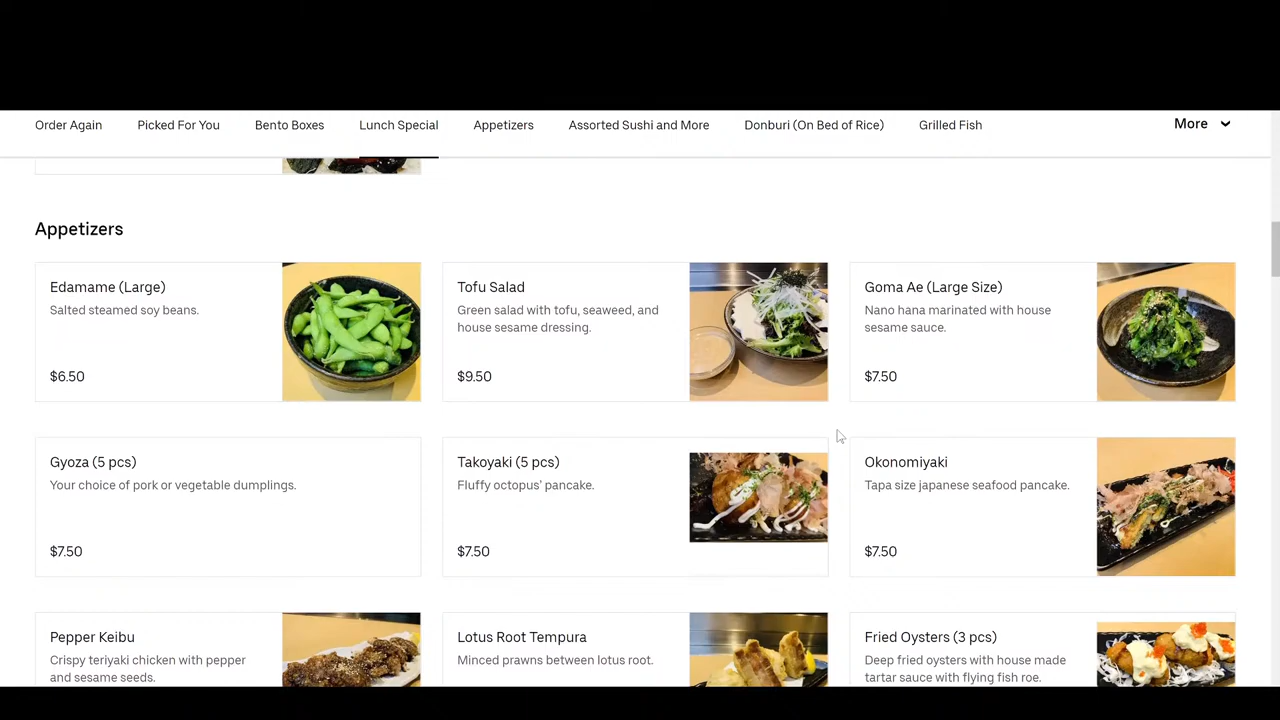 Order Again
Picked For You
Bento Boxes
Lunch Special
Appetizers
Assorted Sushi and More
Donburi (On Bed of Rice)
Grilled Fish
More
Appetizers
Edamame (Large)
Salted steamed soy beans.
$6.50
Tofu Salad
Green salad with tofu, seaweed, and
house sesame dressing.
$9.50
Goma Ae (Large Size)
Nano hana marinated with house
sesame sauce.
$7.50
Gyoza (5 pcs)
Your choice of pork or vegetable dumplings.
$7.50
Takoyaki (5 pcs)
Fluffy octopus’ pancake.
$7.50
Okonomiyaki
Tapa size japanese seafood pancake.
$7.50
Pepper Keibu
Crispy teriyaki chicken with pepper
and sesame seeds.
Lotus Root Tempura
Minced prawns between lotus root.
Fried Oysters (3 pcs)
Deep fried oysters with house made
tartar sauce with flying fish roe.